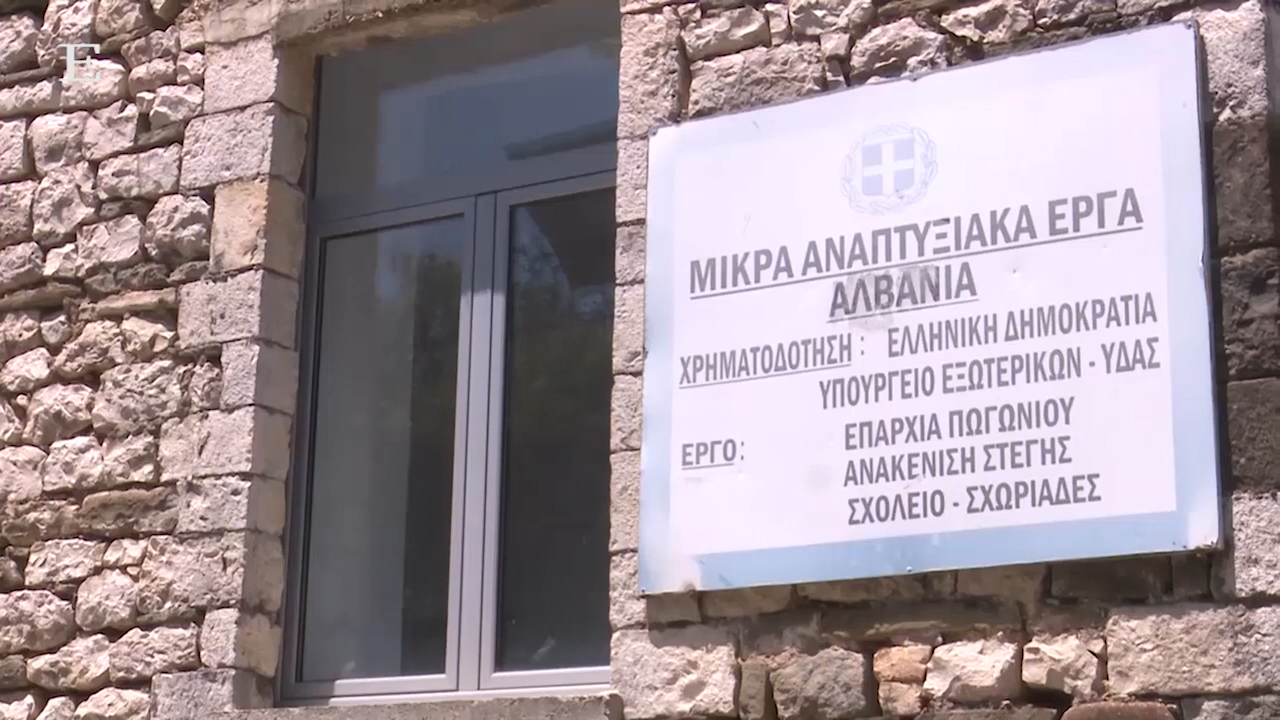 E
ΜΙΚΡΑ ΑΝΑΠΤΥΞΙΑΚΑ ΕΡΓΑ
ΑΛΒΑΝΙΑ
ΧΡΗΜΑΤΟΔΟΤΗΣΗ : ΕΛΛΗΝΙΚΗ ΔΗΜΟΚΡΑΤΙΑ
ΥΠΟΥΡΓΕΙΟ ΕΞΩΤΕΡΙΚΩΝ - ΥΔΑΣ
ΕΡΓΟ: ΕΠΑΡΧΙΑ ΠΩΓΩΝΙΟΥ
ΑΝΑΚΕΝΙΣΗ ΣΤΕΓΗΣ
ΣΧΟΛΕΙΟ - ΣΧΩΡΙΑΔΕΣ